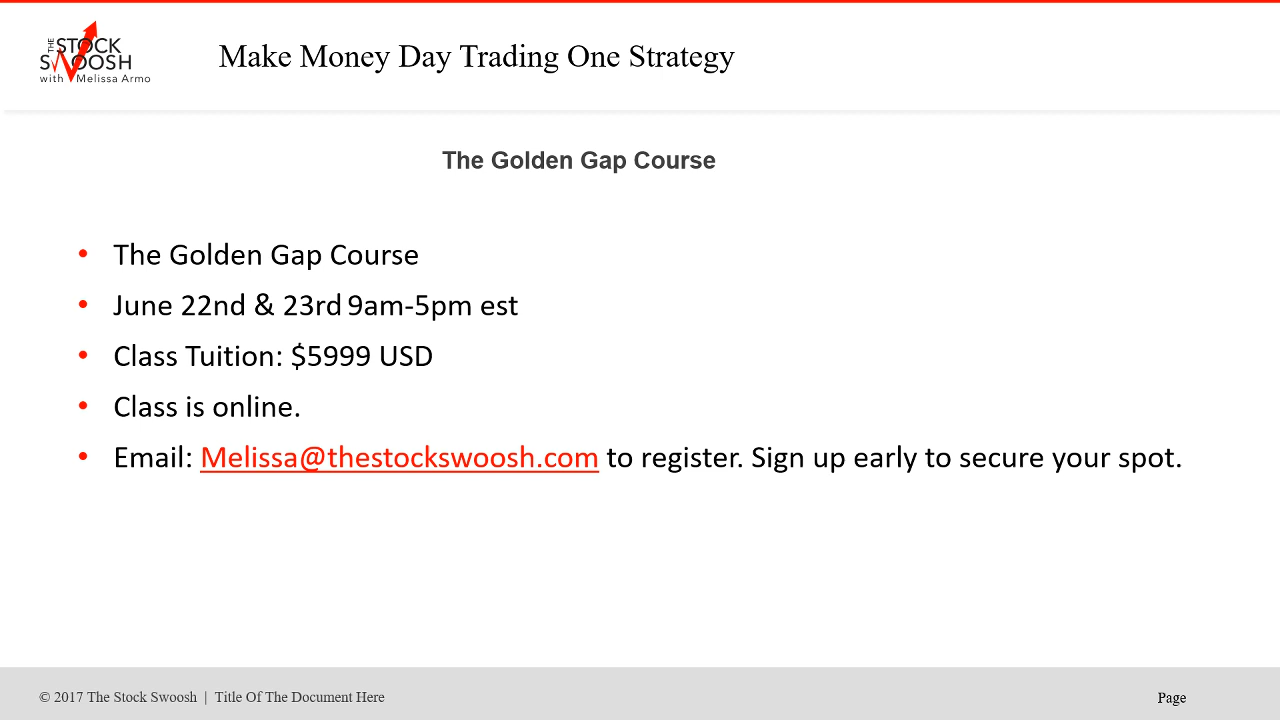 THE STOCK
SWOOSH
with Melissa Armo
Make Money Day Trading One Strategy
The Golden Gap Course
• The Golden Gap Course
• June 22nd & 23rd 9am-5pm est
• Class Tuition: $5999 USD
• Class is online.
• Email: Melissa@thestockswoosh.com to register. Sign up early to secure your spot.
© 2017 The Stock Swoosh | Title Of The Document Here
Page